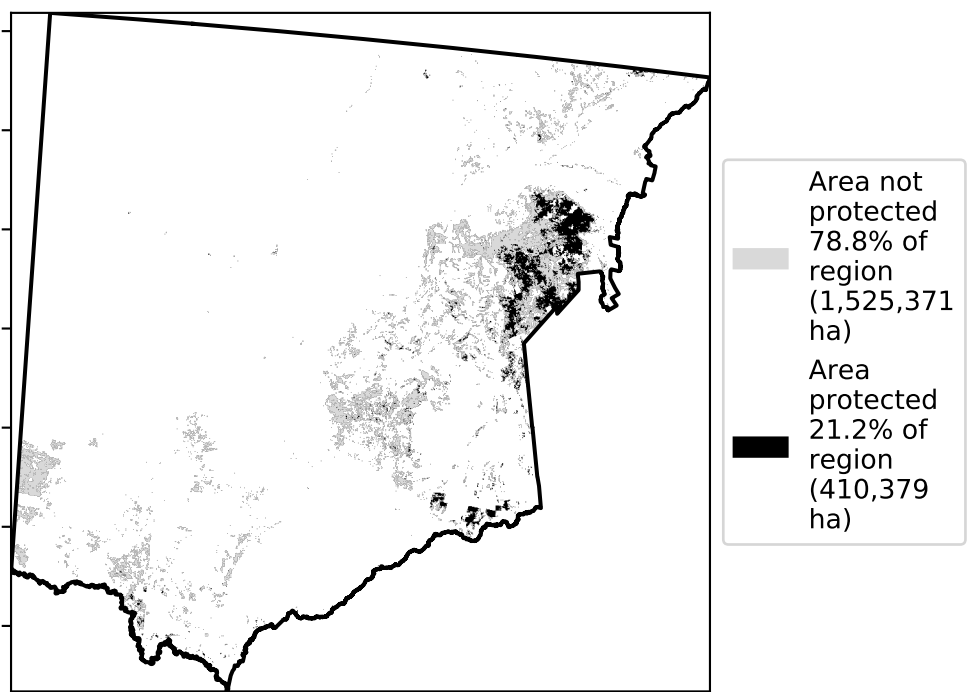 Area not
protected
78.8% of
region
(1,525,371
ha)
Area
protected
21.2% of
region
(410,379
ha)